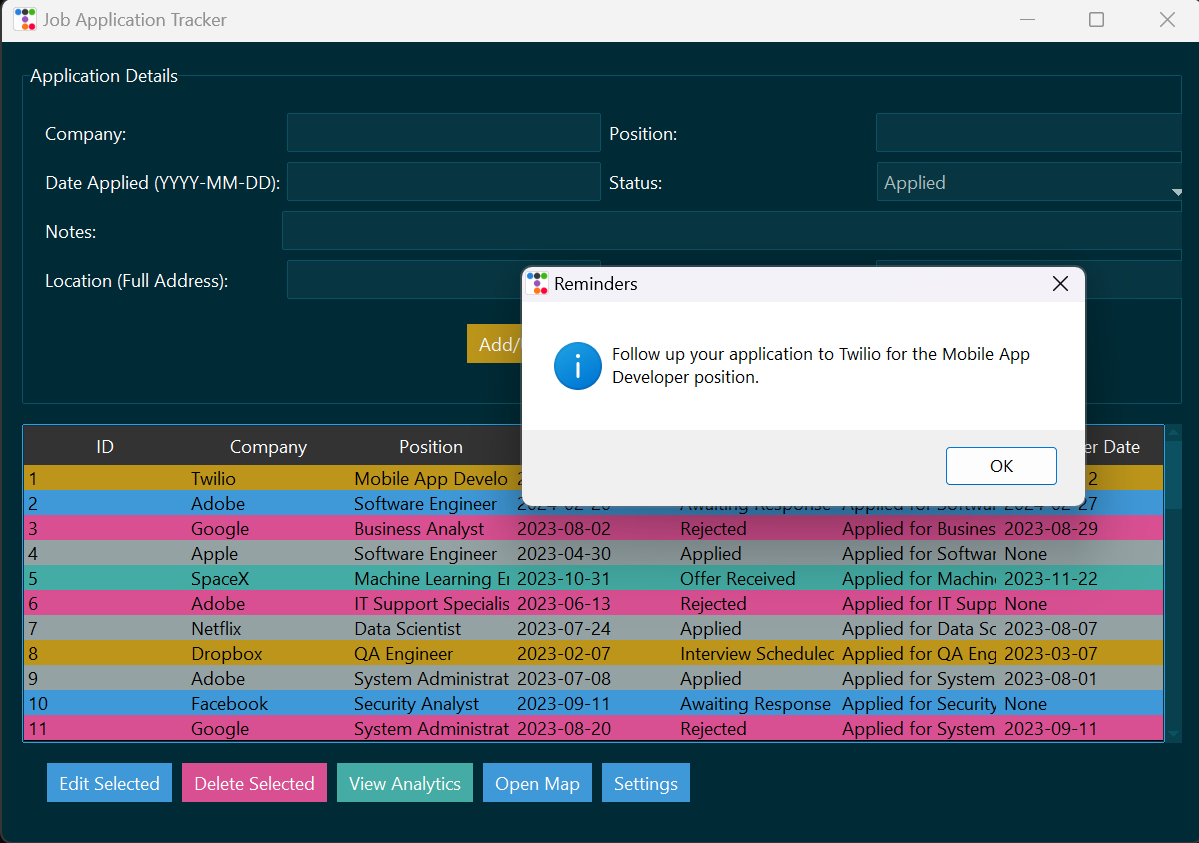 Job Application Tracker
Application Details
Company:
Position:
Date Applied (YYYY-MM-DD):
Status:
Applied
Notes:
Location (Full Address):
Reminders
Follow up your application to Twilio for the Mobile App
Developer position.
OK
Add/
ID Company Position er Date
1 Twilio Mobile App Develo 2 2
2 Adobe Software Engineer 2024-02-20 Awaiting Response Applied for Softwar 2024-02-27
3 Google Business Analyst 2023-08-02 Rejected Applied for Busines 2023-08-29
4 Apple Software Engineer 2023-04-30 Applied Applied for Softwar None
5 SpaceX Machine Learning En 2023-10-31 Offer Received Applied for Machin 2023-11-22
6 Adobe IT Support Specialis 2023-06-13 Rejected Applied for IT Supp None
7 Netflix Data Scientist 2023-07-24 Applied Applied for Data Sc 2023-08-07
8 Dropbox QA Engineer 2023-02-07 Interview Scheduled Applied for QA Eng 2023-03-07
9 Adobe System Administrat 2023-07-08 Applied Applied for System 2023-08-01
10 Facebook Security Analyst 2023-09-11 Awaiting Response Applied for Security None
11 Google System Administrat 2023-08-20 Rejected Applied for System 2023-09-11
Edit Selected
Delete Selected
View Analytics
Open Map
Settings